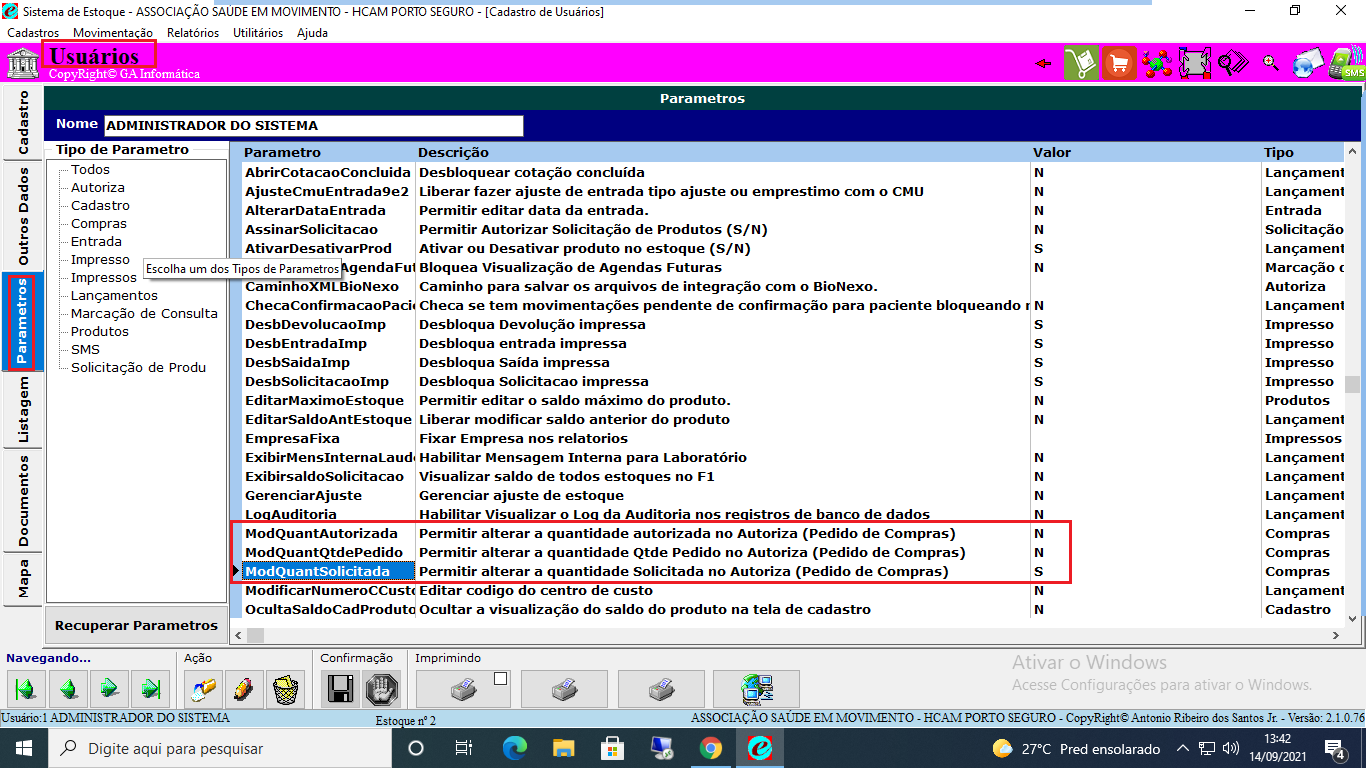 Sistema de Estoque - ASSOCIAÇÃO SAÚDE EM MOVIMENTO - HCAM PORTO SEGURO - [Cadastro de Usuários]
Cadastros Movimentação Relatórios Utilitários Ajuda
Usuários
CopyRight© GA Informática
SMS
Cadastro
Outros Dados
Parametros
Listagem
Documentos
Mapa
Parametros
Nome ADMINISTRADOR DO SISTEMA
Tipo de Parametro
Todos
Autoriza
Cadastro
Compras
Entrada
Impresso
Impressos
Lançamentos
Marcação de Consulta
Produtos
SMS
Solicitação de Produ
Escolha um dos Tipos de Parametros
Recuperar Parametros
Parametro Descrição Valor Tipo
AbrirCotacaoConcluida Desbloquear cotação concluída N Lançament
AjusteCmuEntrada9e2 Liberar fazer ajuste de entrada tipo ajuste ou emprestimo com o CMU N Lançament
AlterarDataEntrada Permitir editar data da entrada. N Entrada
AssinarSolicitacao Permitir Autorizar Solicitação de Produtos (S/N) N Solicitação
AtivarDesativarProd Ativar ou Desativar produto no estoque (S/N) S Lançament
AgendaFut Bloquea Visualização de Agendas Futuras N Marcação d
CaminhoXMLBioNexo Caminho para salvar os arquivos de integração com o BioNexo. Autoriza
ChecaConfirmacaoPaci Checa se tem movimentações pendente de confirmação para paciente bloqueando r N Lançament
DesbDevolucaoImp Desbloqua Devolução impressa S Impresso
DesbEntradaImp Desbloqua entrada impressa S Impresso
DesbSaidaImp Desbloqua Saída impressa S Impresso
DesbSolicitacaoImp Desbloqua Solicitacao impressa S Impresso
EditarMaximoEstoque Permitir editar o saldo máximo do produto. N Produtos
EditarSaldoAntEstoque Liberar modificar saldo anterior do produto N Lançament
EmpresaFixa Fixar Empresa nos relatorios Impressos
ExibirMensInternaLaud Habilitar Mensagem Interna para Laboratório N Lançament
ExibirsaldoSolicitacao Visualizar saldo de todos estoques no F1 N Lançament
GerenciarAjuste Gerenciar ajuste de estoque N Lançament
LogAuditoria Habilitar Visualizar o Log da Auditoria nos registros de banco de dados N Lançament
ModQuantAutorizada Permitir alterar a quantidade autorizada no Autoriza (Pedido de Compras) N Compras
ModQuantQtdePedido Permitir alterar a quantidade Qtde Pedido no Autoriza (Pedido de Compras) N Compras
ModQuantSolicitada Permitir alterar a quantidade Solicitada no Autoriza (Pedido de Compras) S Compras
ModificarNumeroCCusto Editar codigo do centro de custo N Lançament
OcultaSaldoCadProduto Ocultar a visualização do saldo do produto na tela de cadastro N Cadastro
Navegando... Ação Confirmação Imprimindo
Ativar o Windows
Acesse Configurações para ativar o Windows.
Usuário:1 ADMINISTRADOR DO SISTEMA Estoque nº 2 ASSOCIAÇÃO SAÚDE EM MOVIMENTO - HCAM PORTO SEGURO - CopyRight© Antonio Ribeiro dos Santos Jr. - Versão: 2.1.0.76
Digite aqui para pesquisar 27°C Pred ensolarado 13:42
14/09/2021
4